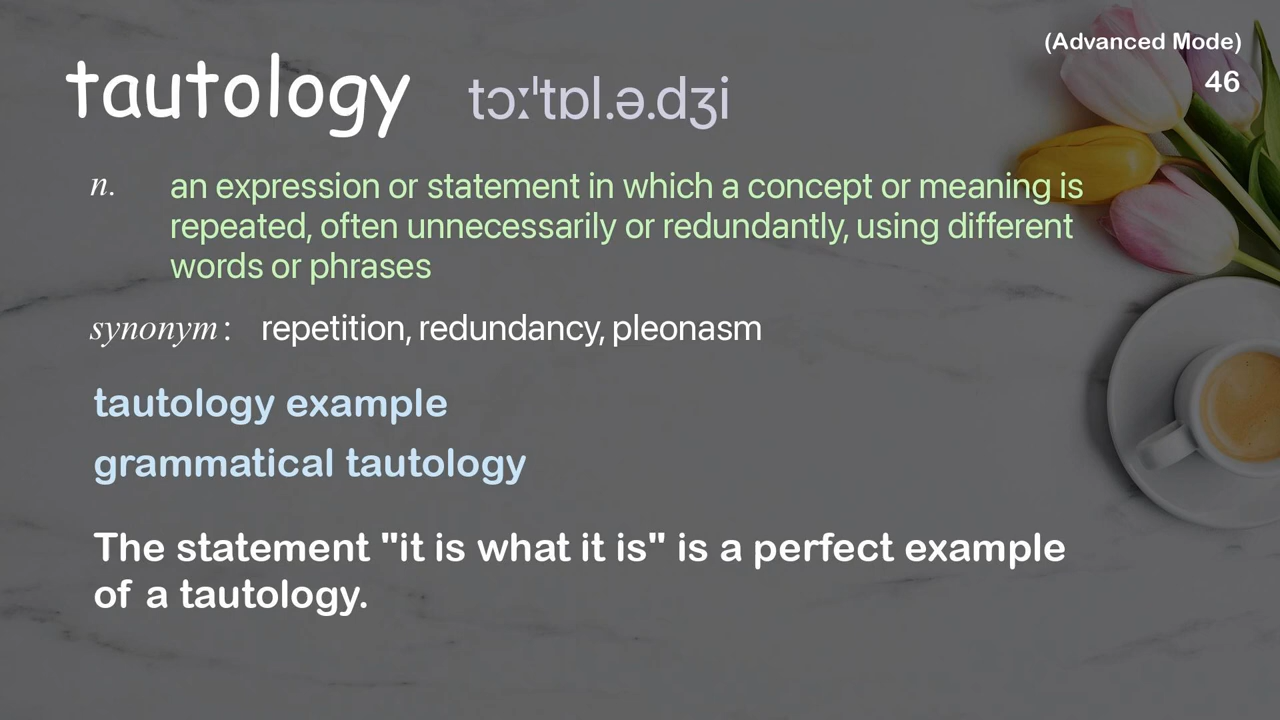 (Advanced Mode)
46
tautology tɔːˈtɒl.ə.dʒi
n. an expression or statement in which a concept or meaning is
repeated, often unnecessarily or redundantly, using different
words or phrases
synonym: repetition, redundancy, pleonasm
tautology example
grammatical tautology
The statement "it is what it is" is a perfect example
of a tautology.